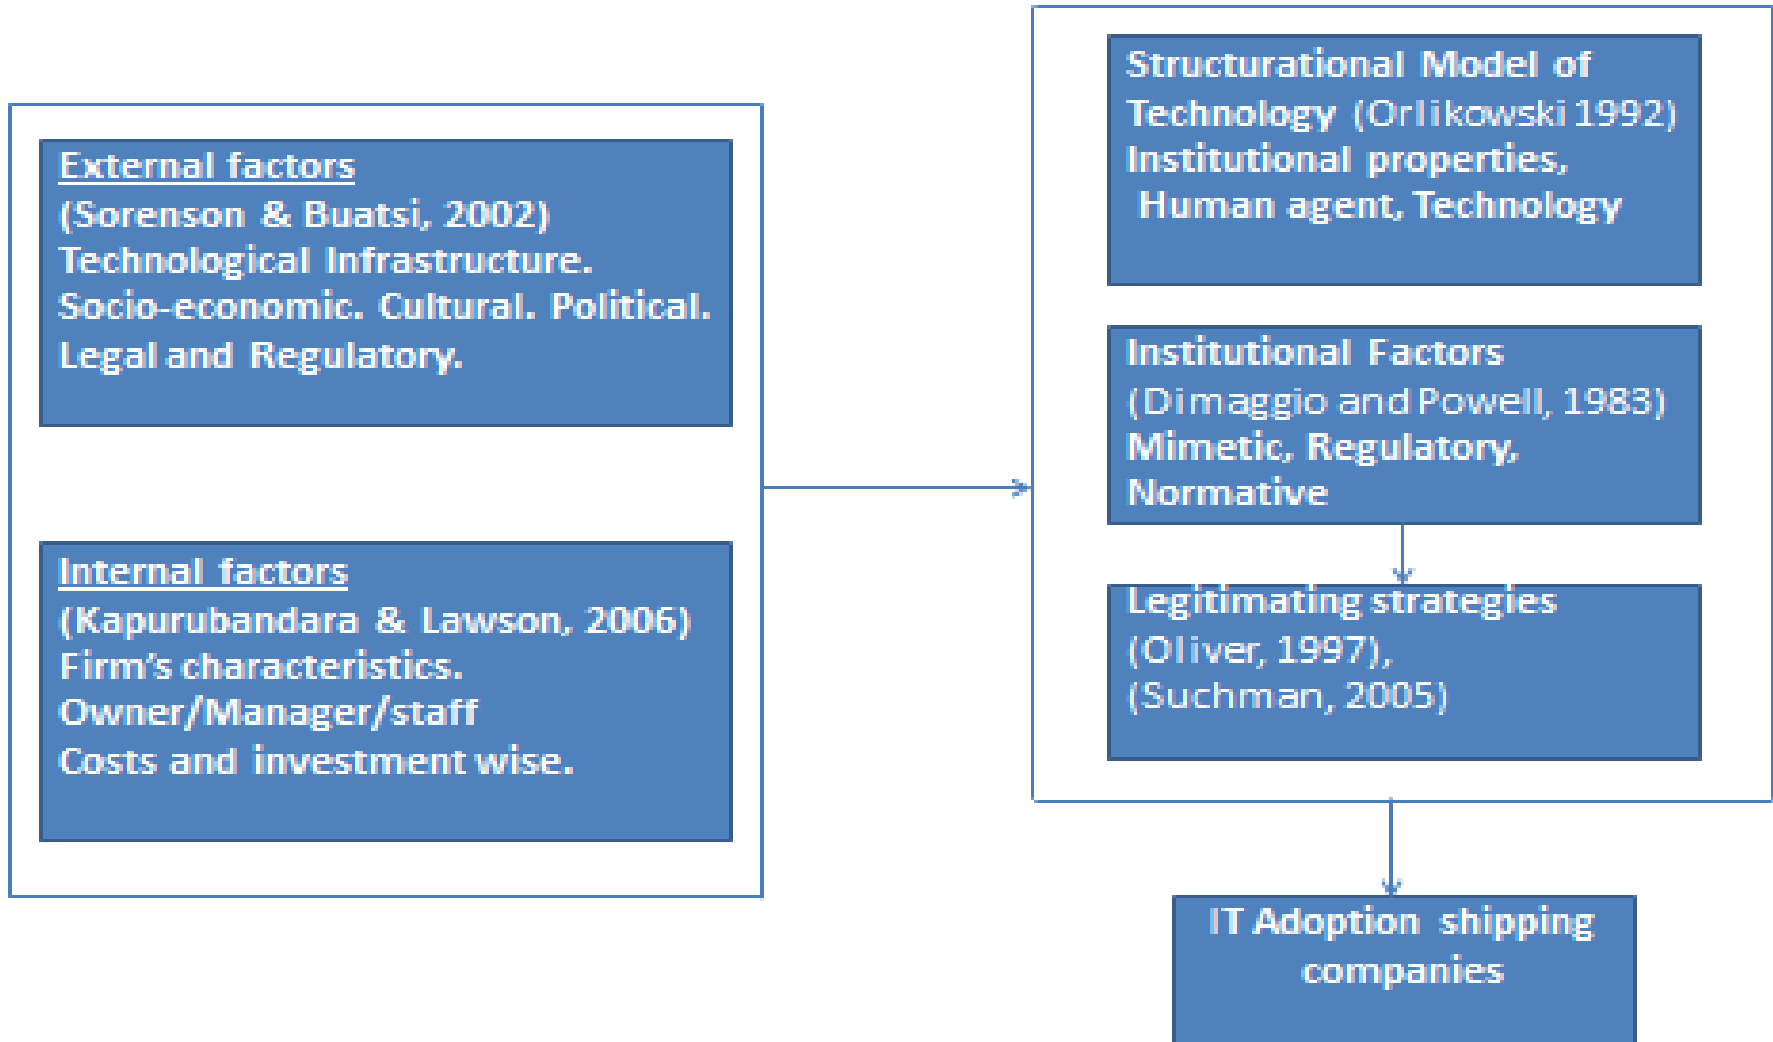 External factors
(Sorenson & Buatsi, 2002)
Technological Infrastructure.
Socio-economic. Cultural. Political.
Legal and Regulatory.
Internal factors
(Kapurubandara & Lawson, 2006)
Firm's characteristics.
Owner/Manager/staff
Costs and investment wise.
Structurational Model of
Technology (Orlikowski 1992)
Institutional properties,
Human agent, Technology
Institutional Factors
(Dimaggio and Powell, 1983)
Mimetic, Regulatory,
Normative
Legitimating strategies
(Oliver, 1997),
(Suchman, 2005)
IT Adoption shipping
companies